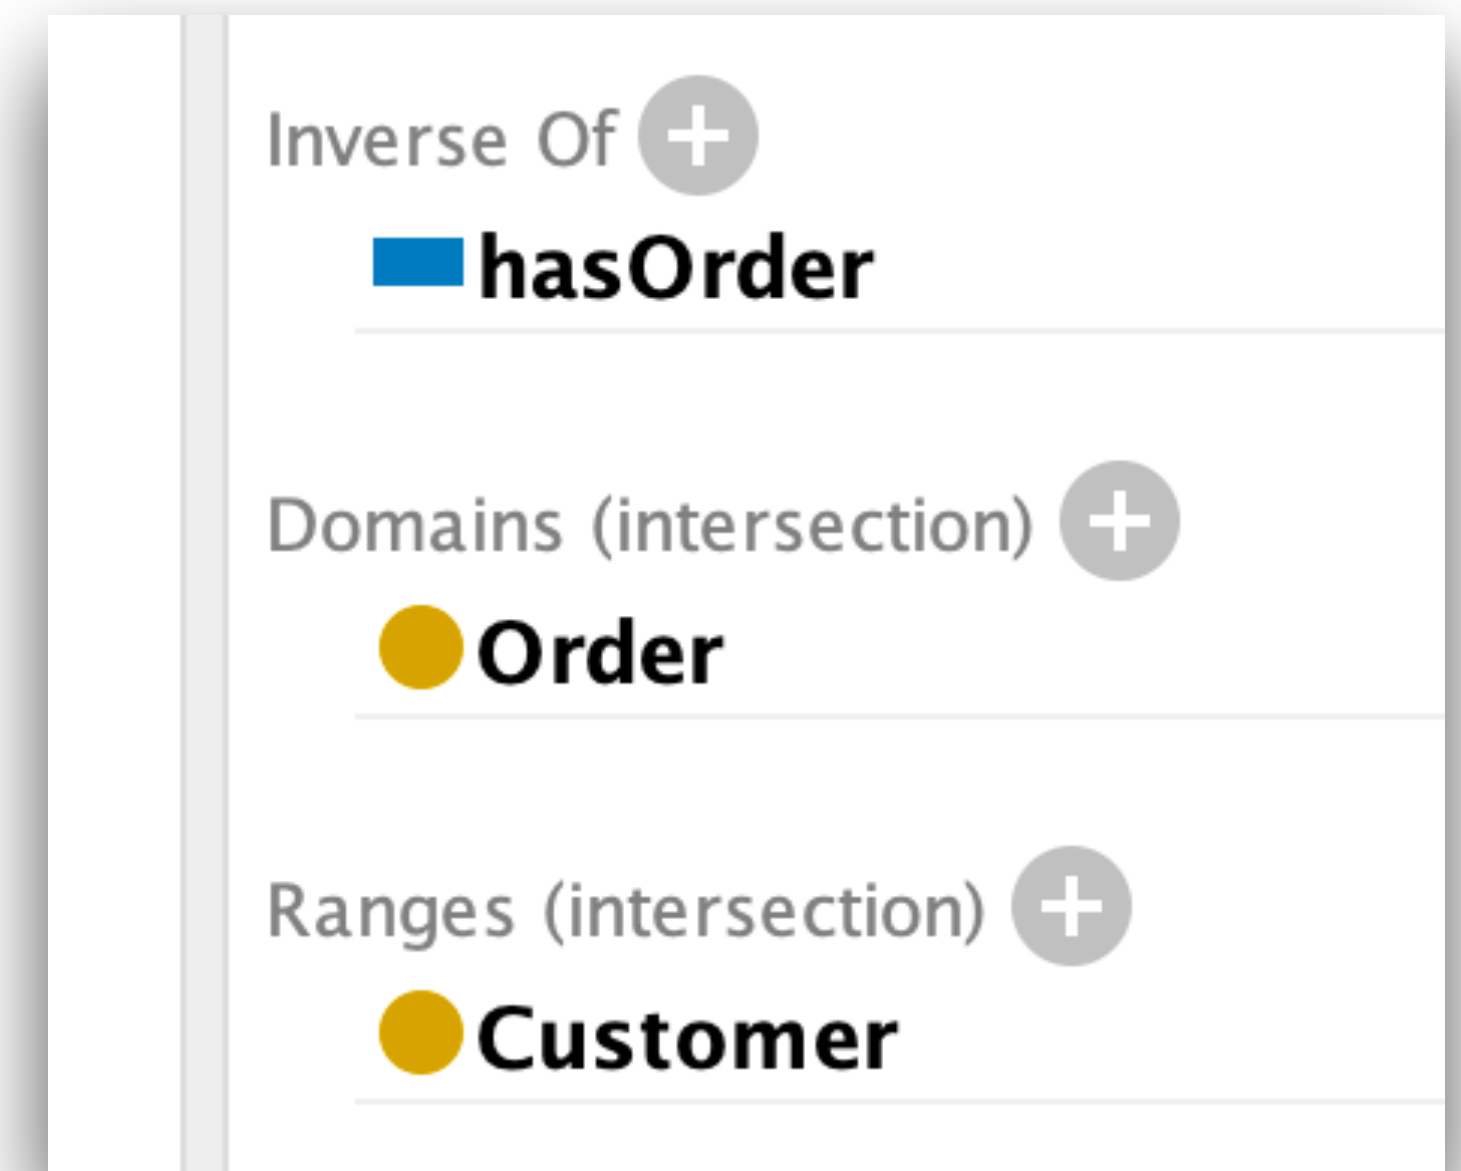 Inverse Of
hasOrder
Domains (intersection)
Order
Ranges (intersection)
Customer